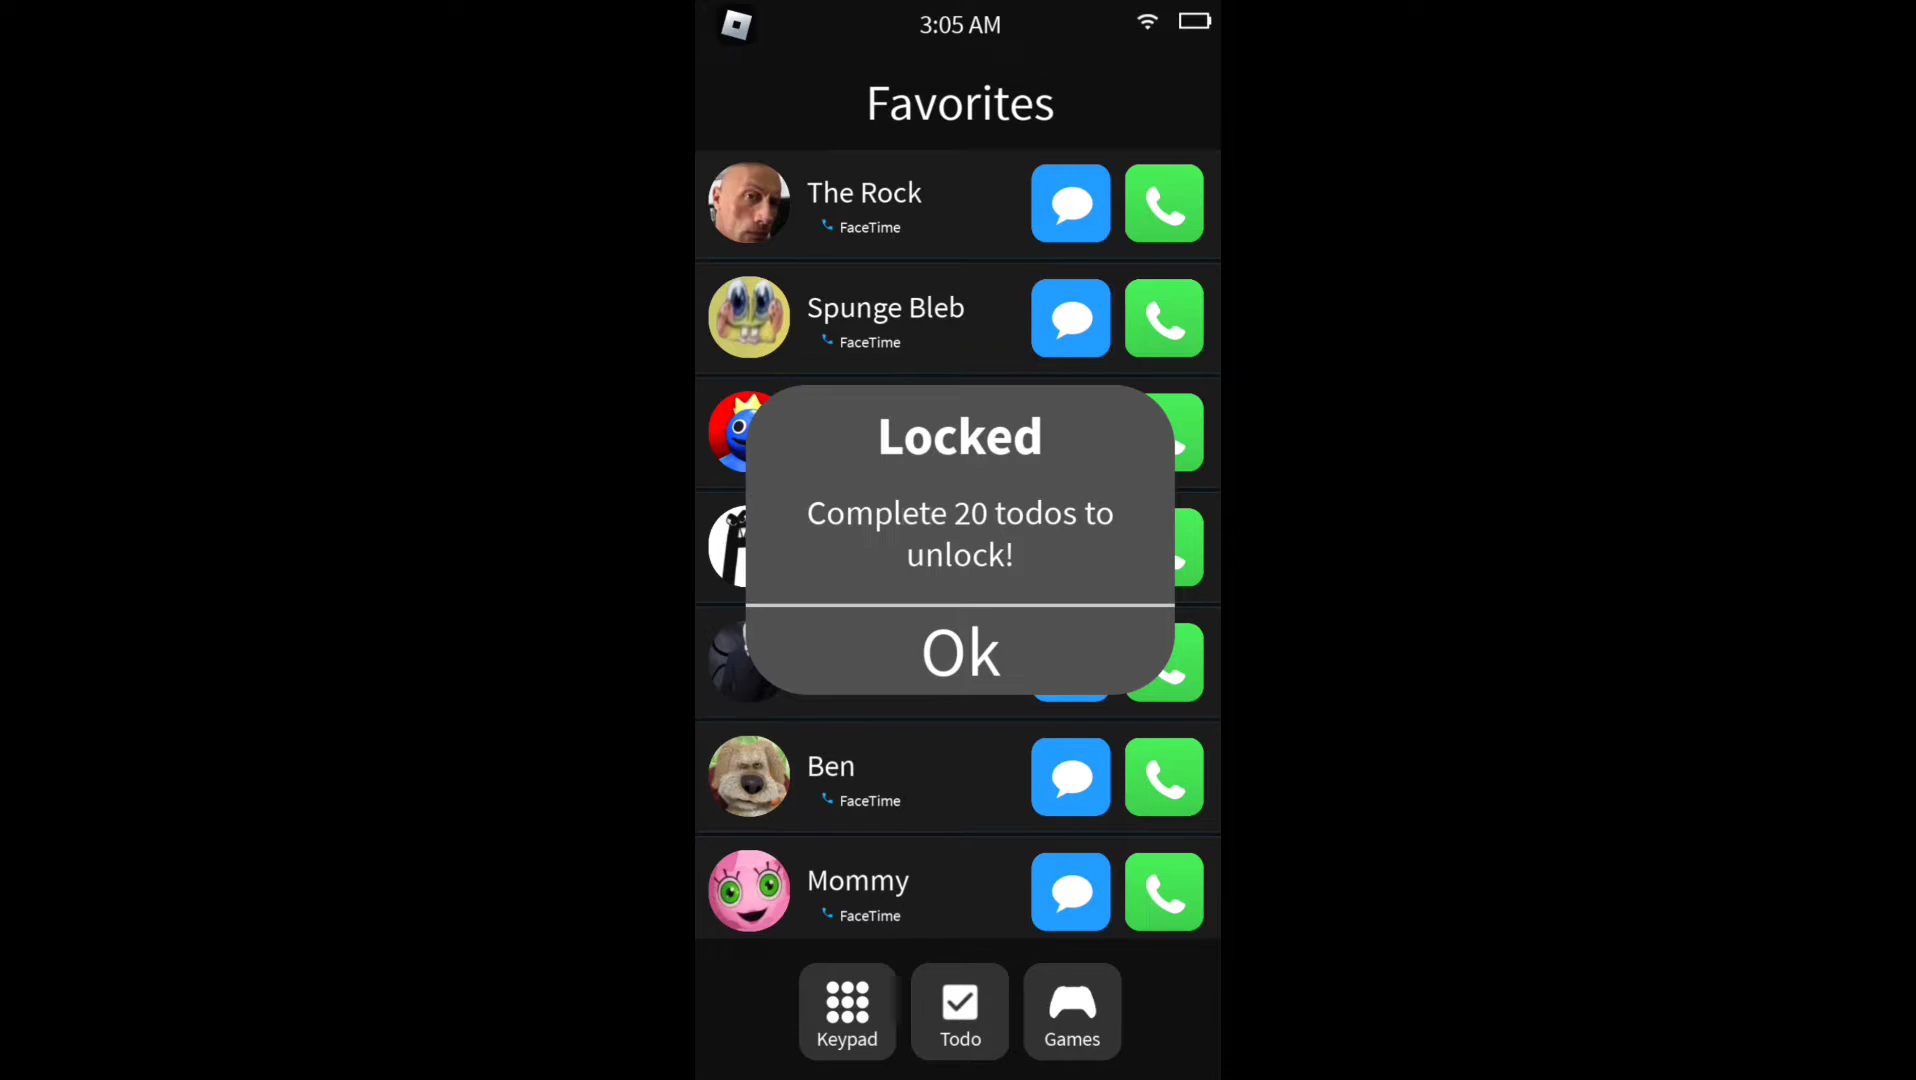 3:05 AM
Favorites
The Rock
FaceTime
Spunge Bleb
FaceTime
Locked
Complete 20 todos to
unlock!
Ok
Ben
FaceTime
Mommy
FaceTime
Keypad
Todo
Games